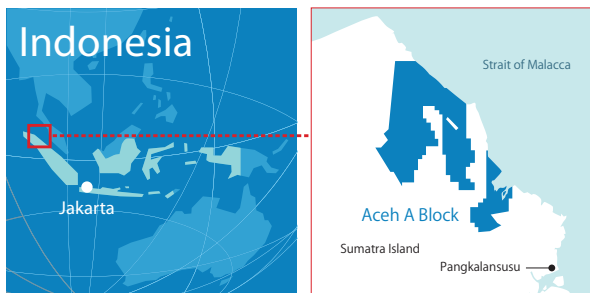 Indonesia
Jakarta
Strait of Malacca
Aceh A Block
Sumatra Island
Pangkalansusu